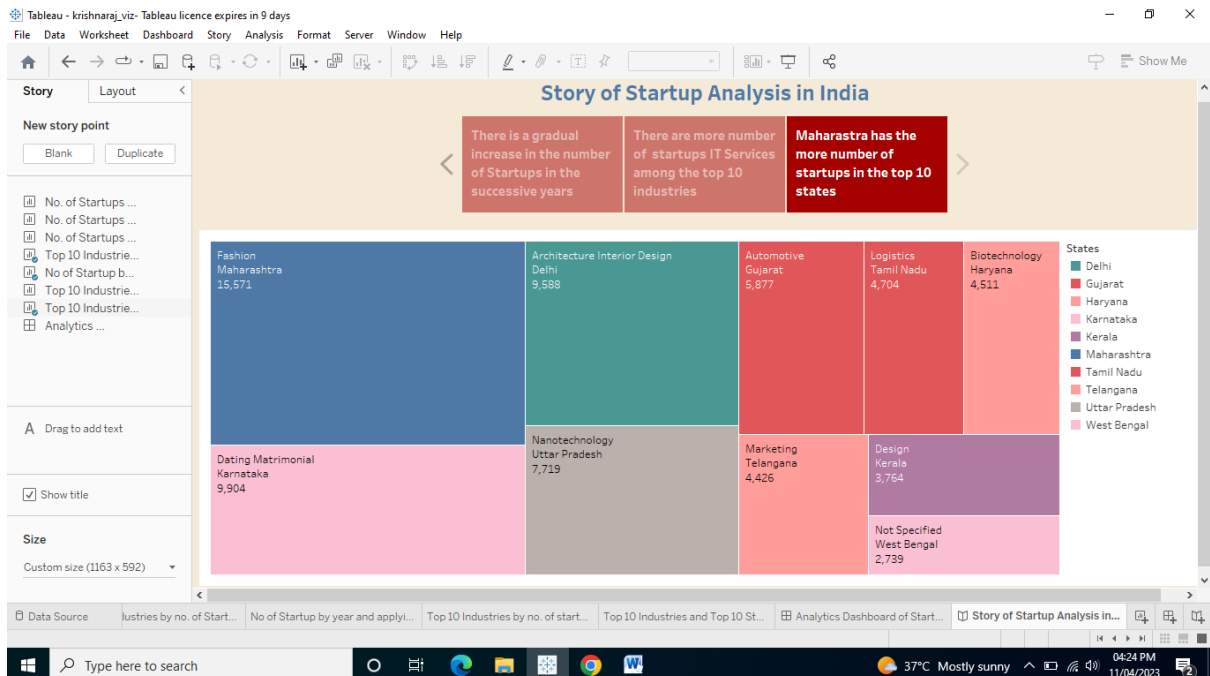 Tableau - krishnaraj_viz- Tableau licence expires in 9 days
File Data Worksheet Dashboard Story Analysis Format Server Window Help
Show Me
Story Layout
New story point
Blank Duplicate
No. of Startups ...
No. of Startups ...
No. of Startups ...
Top 10 Industrie...
No of Startup b...
Top 10 Industrie...
Top 10 Industrie...
Analytics ...
A Drag to add text
Show title
Size
Custom size (1163 x 592)
Story of Startup Analysis in India
There is a gradual
increase in the number
of Startups in the
successive years
There are more number
of startups IT Services
among the top 10
industries
Maharastra has the
more number of
startups in the top 10
states
Fashion
Maharashtra
15,571
Architecture Interior Design
Delhi
9,588
Automotive
Gujarat
5,877
Logistics
Tamil Nadu
4,704
Biotechnology
Haryana
4,511
Dating Matrimonial
Karnataka
9,904
Nanotechnology
Uttar Pradesh
7,719
Marketing
Telangana
4,426
Design
Kerala
3,764
Not Specified
West Bengal
2,739
States
Delhi
Gujarat
Haryana
Karnataka
Kerala
Maharashtra
Tamil Nadu
Telangana
Uttar Pradesh
West Bengal
Data Source lustries by no. of Start... No of Startup by year and applyi... Top 10 Industries by no. of start... Top 10 Industries and Top 10 St... Analytics Dashboard of Start... Story of Startup Analysis in...
Type here to search
37°C Mostly sunny
04:24 PM
11/04/2023
2